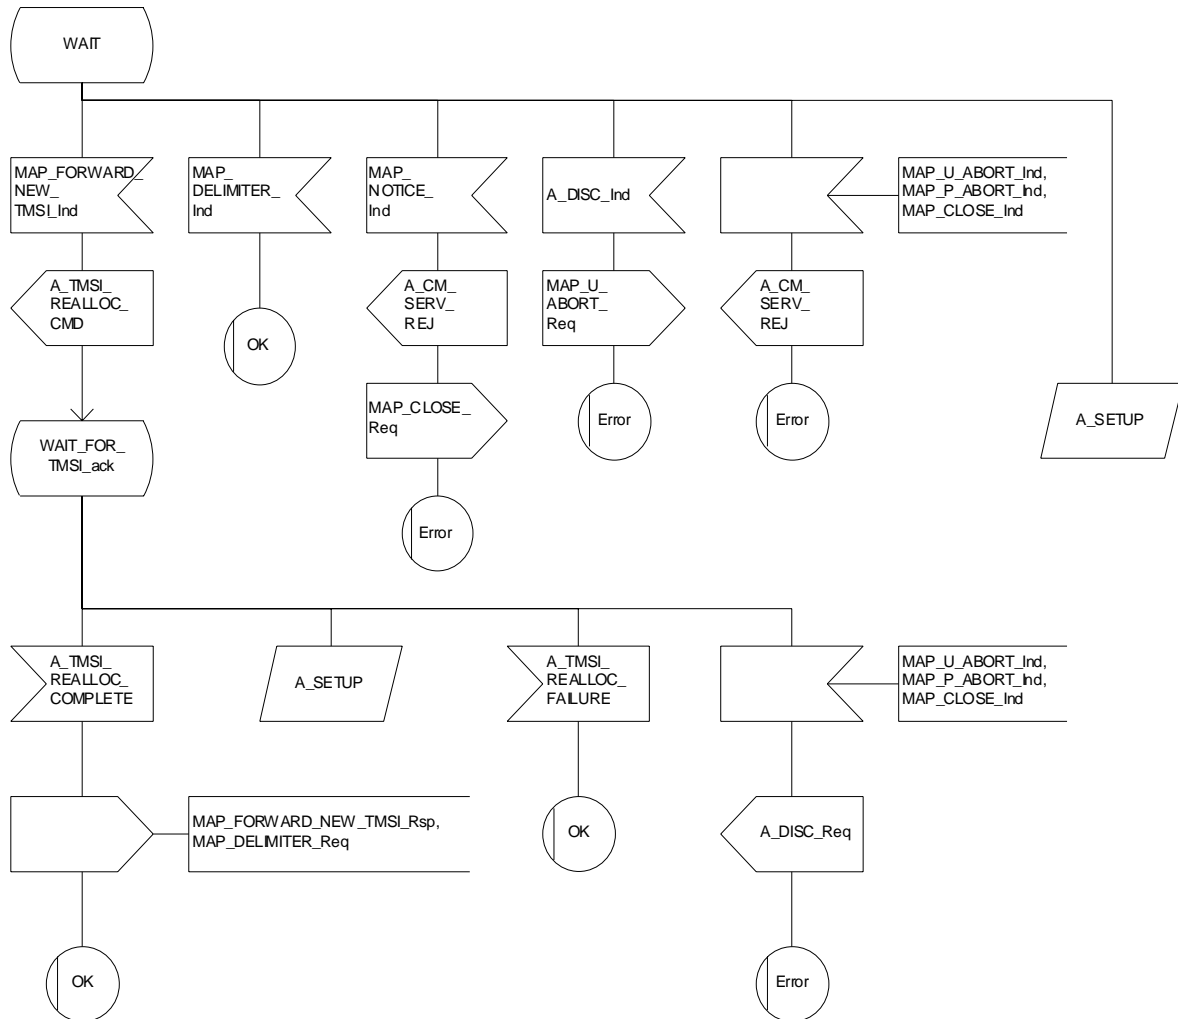 WAIT
MAP_FORWARD_
NEW_
TMSI_Ind
MAP_
DELIMITER_
Ind
MAP_
NOTICE_
Ind
A_DISC_Ind
MAP_U_ABORT_Ind,
MAP_P_ABORT_Ind,
MAP_CLOSE_Ind
A_TMSI_
REALLOC_
CMD
OK
A_CM_
SERV_
REJ
MAP_U_
ABORT_
Req
A_CM_
SERV_
REJ
MAP_CLOSE_
Req
Error
Error
A_SETUP
WAIT_FOR_
TMSI_ack
Error
A_TMSI_
REALLOC_
COMPLETE
A_SETUP
A_TMSI_
REALLOC_
FAILURE
MAP_U_ABORT_Ind,
MAP_P_ABORT_Ind,
MAP_CLOSE_Ind
MAP_FORWARD_NEW_TMSI_Rsp,
MAP_DELIMITER_Req
OK
A_DISC_Req
OK
Error